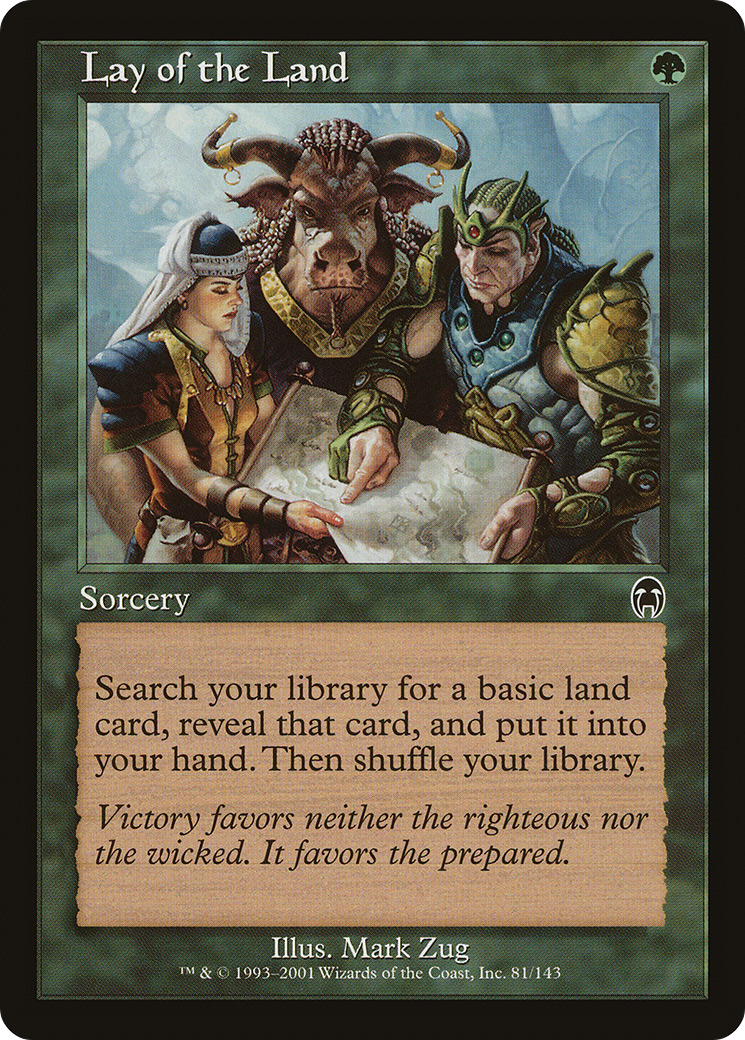 Lay of the Land
Sorcery
Search your library for a basic land
card, reveal that card, and put it into
your hand. Then shuffle your library.
Victory favors neither the righteous nor
the wicked. It favors the prepared.
Illus. Mark Zug
™ & © 1993–2001 Wizards of the Coast, Inc. 81/143